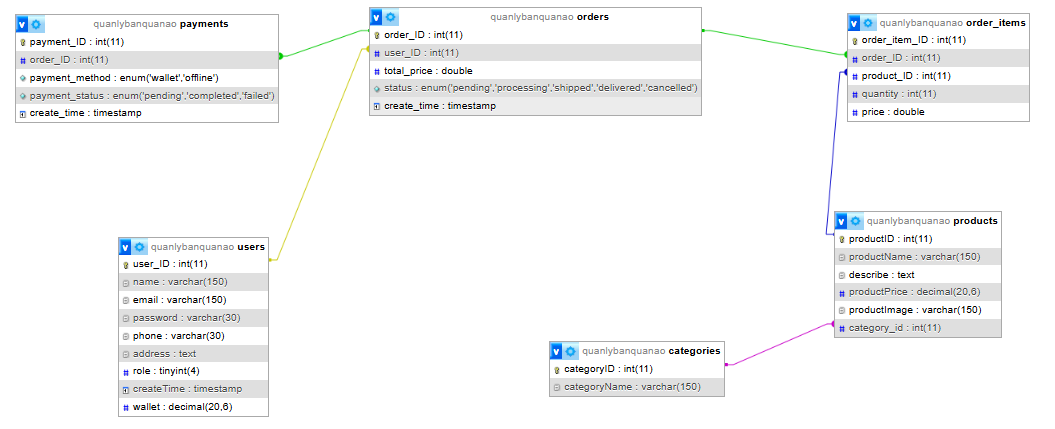 quanlybanquanao payments
payment_ID : int(11)
order_ID : int(11)
payment_method : enum('wallet','offline')
payment_status : enum('pending','completed','failed')
create_time : timestamp
quanlybanquanao orders
order_ID : int(11)
user_ID : int(11)
total_price : double
status : enum('pending','processing','shipped','delivered','cancelled')
create_time : timestamp
quanlybanquanao order_items
order_item_ID : int(11)
order_ID : int(11)
product_ID : int(11)
quantity : int(11)
price : double
quanlybanquanao users
user_ID : int(11)
name : varchar(150)
email : varchar(150)
password : varchar(30)
phone : varchar(30)
address : text
role : tinyint(4)
createTime : timestamp
wallet : decimal(20,6)
quanlybanquanao categories
categoryID : int(11)
categoryName : varchar(150)
quanlybanquanao products
productID : int(11)
productName : varchar(150)
describe : text
productPrice : decimal(20,6)
productImage : varchar(150)
category_id : int(11)